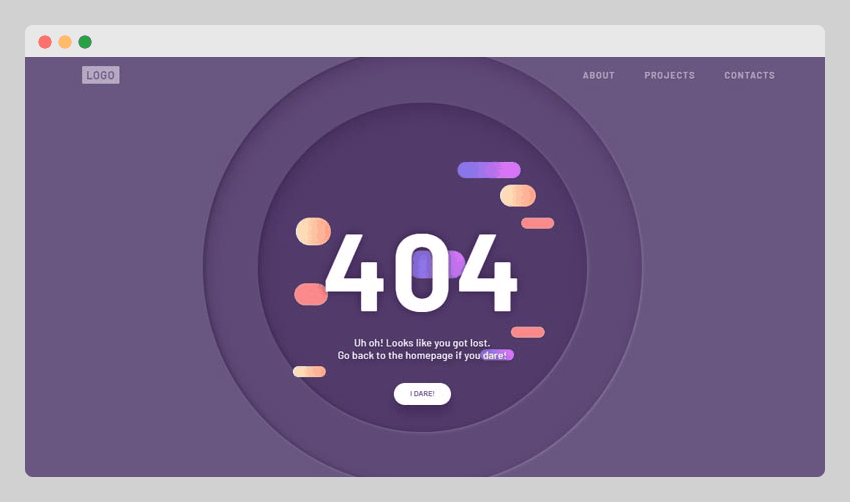 LOGO
ABOUT PROJECTS CONTACTS
404
Uh oh! Looks like you got lost.
Go back to the homepage if you dare!
I DARE!